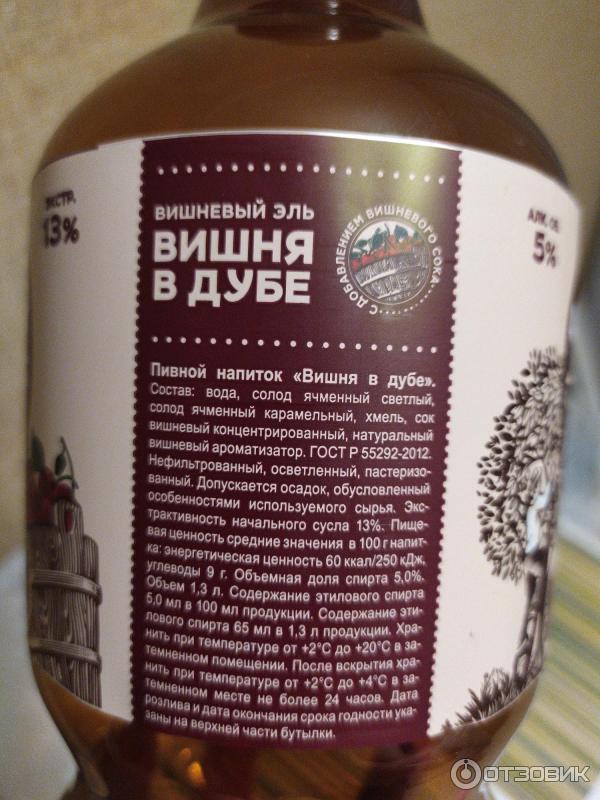 ЭКСТР.
13%
ВИШНЕВЫЙ ЭЛЬ
ВИШНЯ
В ДУБЕ
С ДОБАВЛЕНИЕМ ВИШНЕВОГО СОКА
АЛК. ОБ.
5%
Пивной напиток «Вишня в дубе».
Состав: вода, солод ячменный светлый,
солод ячменный карамельный, хмель, сок
вишневый концентрированный, натуральный
вишневый ароматизатор. ГОСТ Р 55292-2012.
Нефильтрованный, осветленный, пастеризо-
ванный. Допускается осадок, обусловленный
особенностями используемого сырья. Экс-
трактивность начального сусла 13%. Пище-
вая ценность средние значения в 100 г напит-
ка: энергетическая ценность 60 ккал/250 кДж,
углеводы 9 г. Объемная доля спирта 5,0%.
Объем 1,3 л. Содержание этилового спирта
5,0 мл в 100 мл продукции. Содержание эти-
лового спирта 65 мл в 1,3 л продукции. Хра-
нить при температуре от +2°С до +20°С в за-
темненном помещении. После вскрытия хра-
нить при температуре от +2°С до +4°С в за-
темненном месте не более 24 часов. Дата
розлива и дата окончания срока годности ука-
заны на верхней части бутылки.
ОТЗОВИК